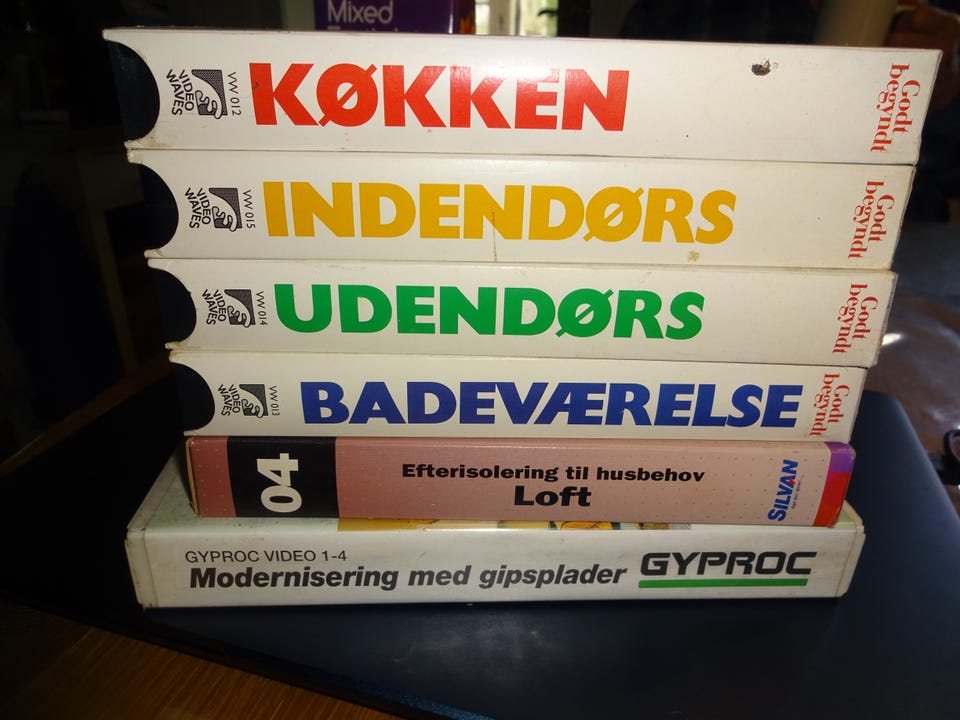 Mixed
VIDEO
WAVES
VW 012
KØKKEN
Godt
begyndt
VIDEO
WAVES
VW 015
INDENDØRS
Godt
begyndt
VIDEO
WAVES
VW 014
UDENDØRS
Godt
begyndt
VIDEO
WAVES
VW 013
BADEVÆRELSE
Godt
begyndt
04
Efterisolering til husbehov
Loft
SILVAN
GYPROC VIDEO 1-4
Modernisering med gipsplader
GYPROC